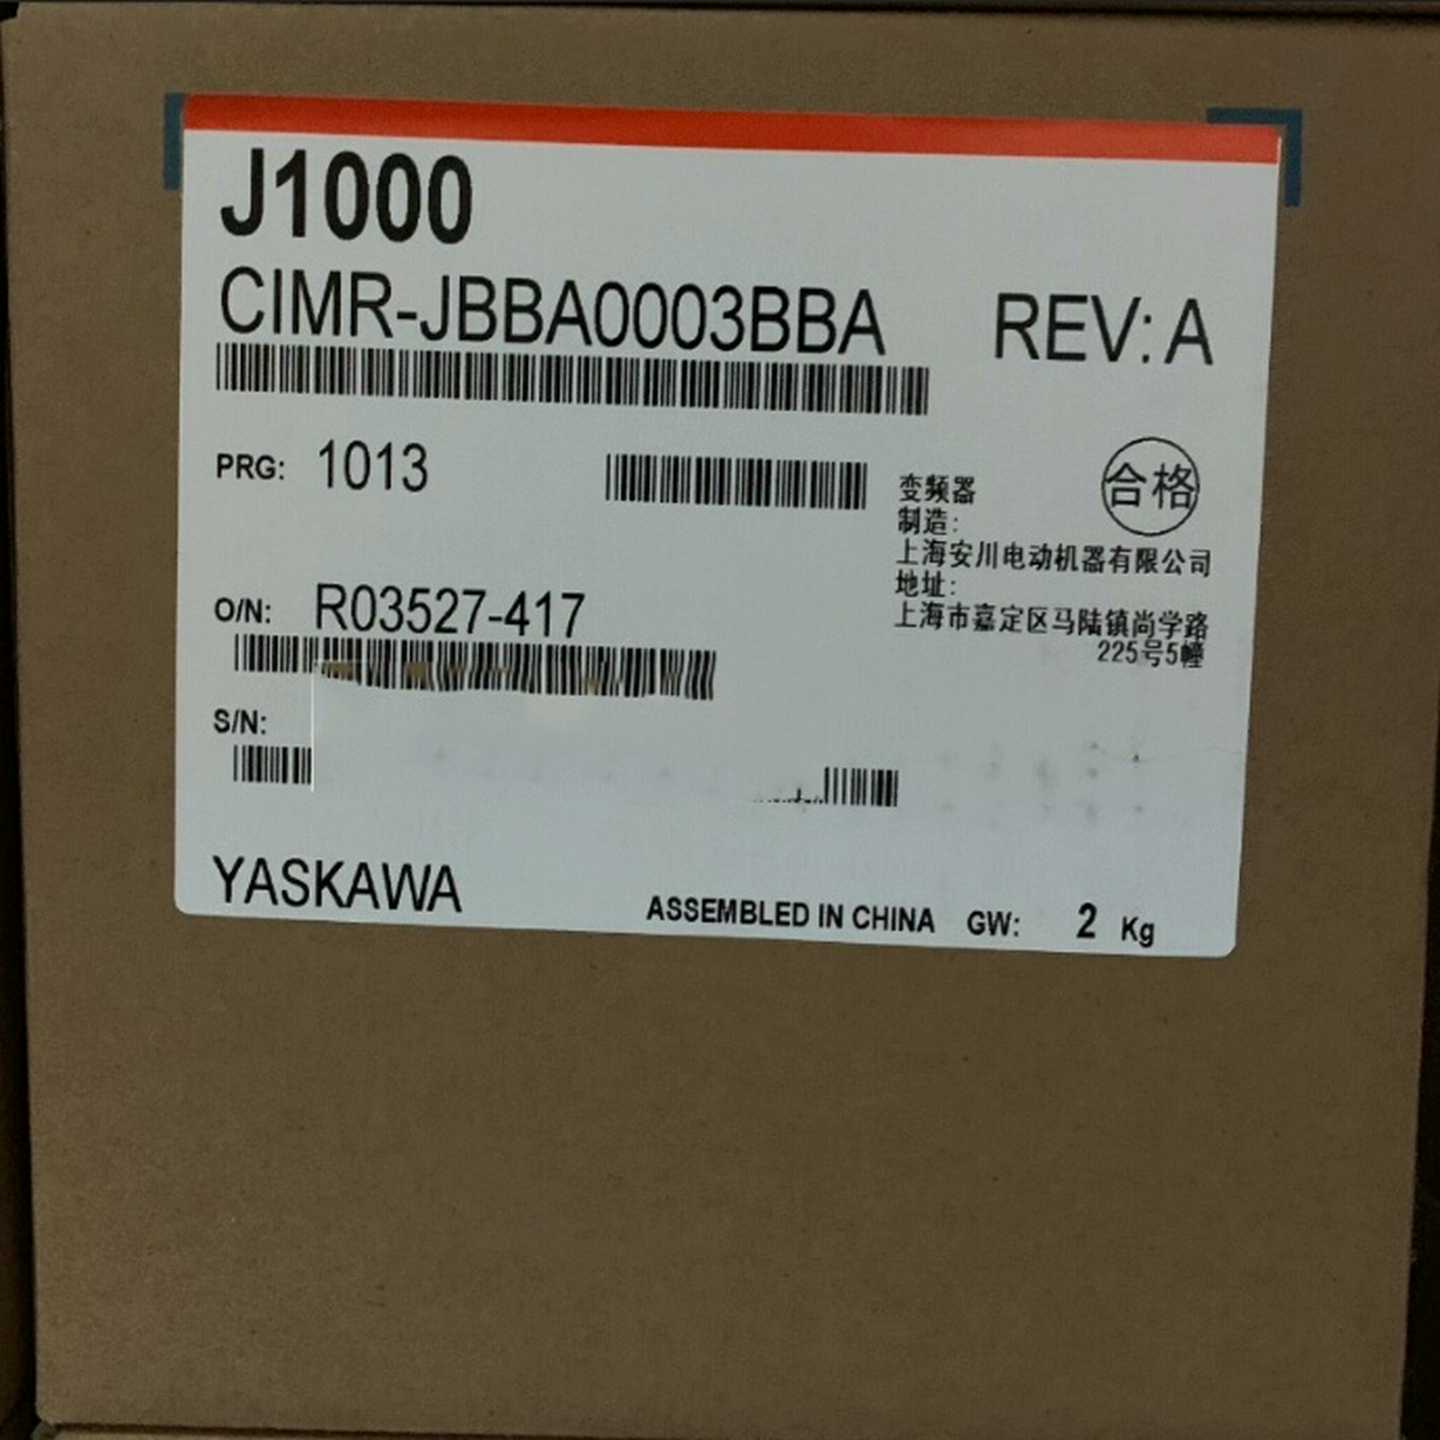 J1000
CIMR-JBBA0003BBA REV: A
PRG: 1013
合格
变频器
制造:
上海安川电动机器有限公司
地址:
上海市嘉定区马陆镇尚学路
225号5幢
O/N: R03527-417
S/N:
YASKAWA
ASSEMBLED IN CHINA GW: 2 Kg